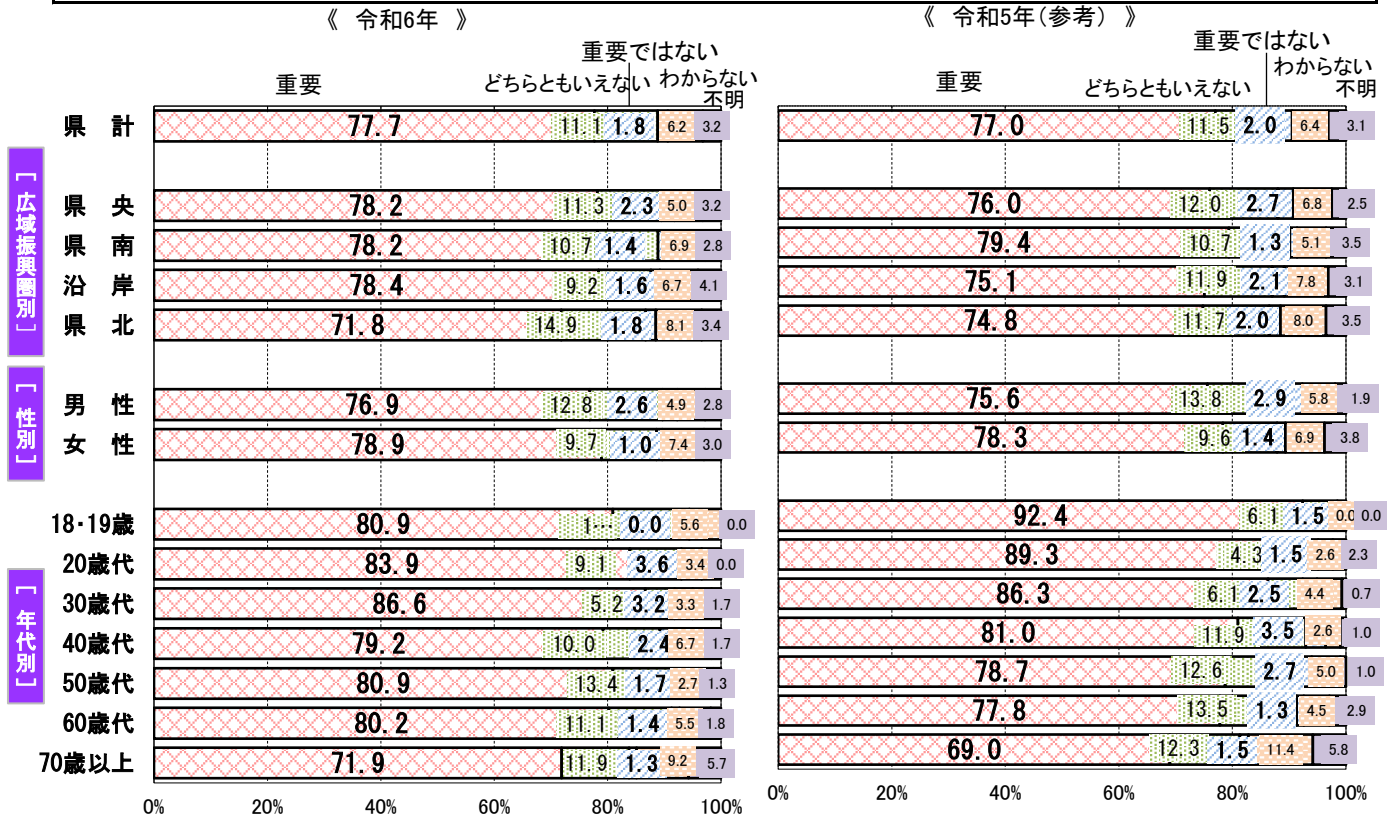 《 令和6年 》
重要ではない
重要 どちらともいえない わからない
不明
県 計 77.7 11.1 1.8 6.2 3.2
[ 広域振興圏別 ]
県 央 78.2 11.3 2.3 5.0 3.2
県 南 78.2 10.7 1.4 6.9 2.8
沿 岸 78.4 9.2 1.6 6.7 4.1
県 北 71.8 14.9 1.8 8.1 3.4
[ 性別 ]
男 性 76.9 12.8 2.6 4.9 2.8
女 性 78.9 9.7 1.0 7.4 3.0
[ 年代別 ]
18・19歳 80.9 1… 0.0 5.6 0.0
20歳代 83.9 9.1 3.6 3.4 0.0
30歳代 86.6 5.2 3.2 3.3 1.7
40歳代 79.2 10.0 2.4 6.7 1.7
50歳代 80.9 13.4 1.7 2.7 1.3
60歳代 80.2 11.1 1.4 5.5 1.8
70歳以上 71.9 11.9 1.3 9.2 5.7
0% 20% 40% 60% 80% 100%
《 令和5年(参考) 》
重要ではない
重要 どちらともいえない わからない
不明
77.0 11.5 2.0 6.4 3.1
76.0 12.0 2.7 6.8 2.5
79.4 10.7 1.3 5.1 3.5
75.1 11.9 2.1 7.8 3.1
74.8 11.7 2.0 8.0 3.5
75.6 13.8 2.9 5.8 1.9
78.3 9.6 1.4 6.9 3.8
92.4 6.1 1.5 0.0 0.0
89.3 4.3 1.5 2.6 2.3
86.3 6.1 2.5 4.4 0.7
81.0 11.9 3.5 2.6 1.0
78.7 12.6 2.7 5.0 1.0
77.8 13.5 1.3 4.5 2.9
69.0 12.3 1.5 11.4 5.8
0% 20% 40% 60% 80% 100%